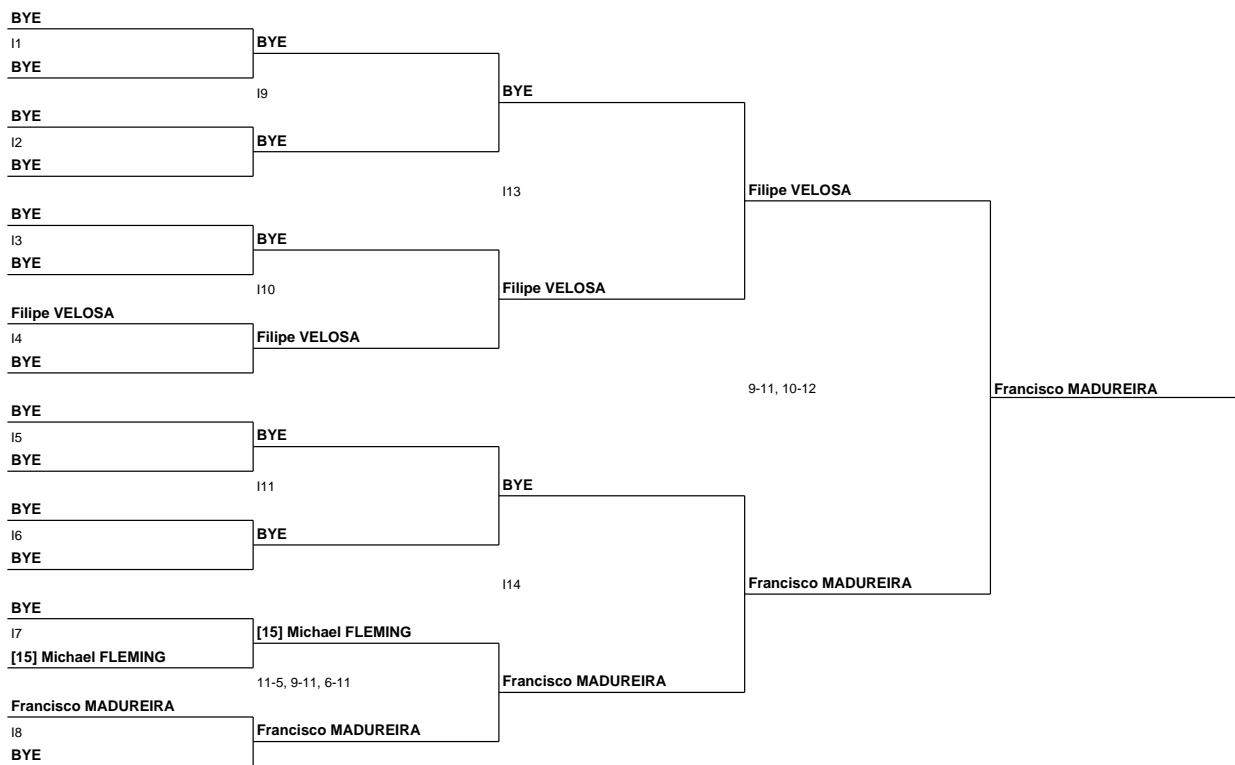 BYE
I1
BYE
BYE
I9
BYE
BYE
I2
BYE
BYE
I13
Filipe VELOSA
BYE
I3
BYE
BYE
I10
Filipe VELOSA
Filipe VELOSA
I4
Filipe VELOSA
BYE
9-11, 10-12
Francisco MADUREIRA
BYE
I5
BYE
BYE
I11
BYE
BYE
I6
BYE
BYE
I14
Francisco MADUREIRA
BYE
I7
[15] Michael FLEMING
[15] Michael FLEMING
11-5, 9-11, 6-11
Francisco MADUREIRA
Francisco MADUREIRA
I8
Francisco MADUREIRA
BYE